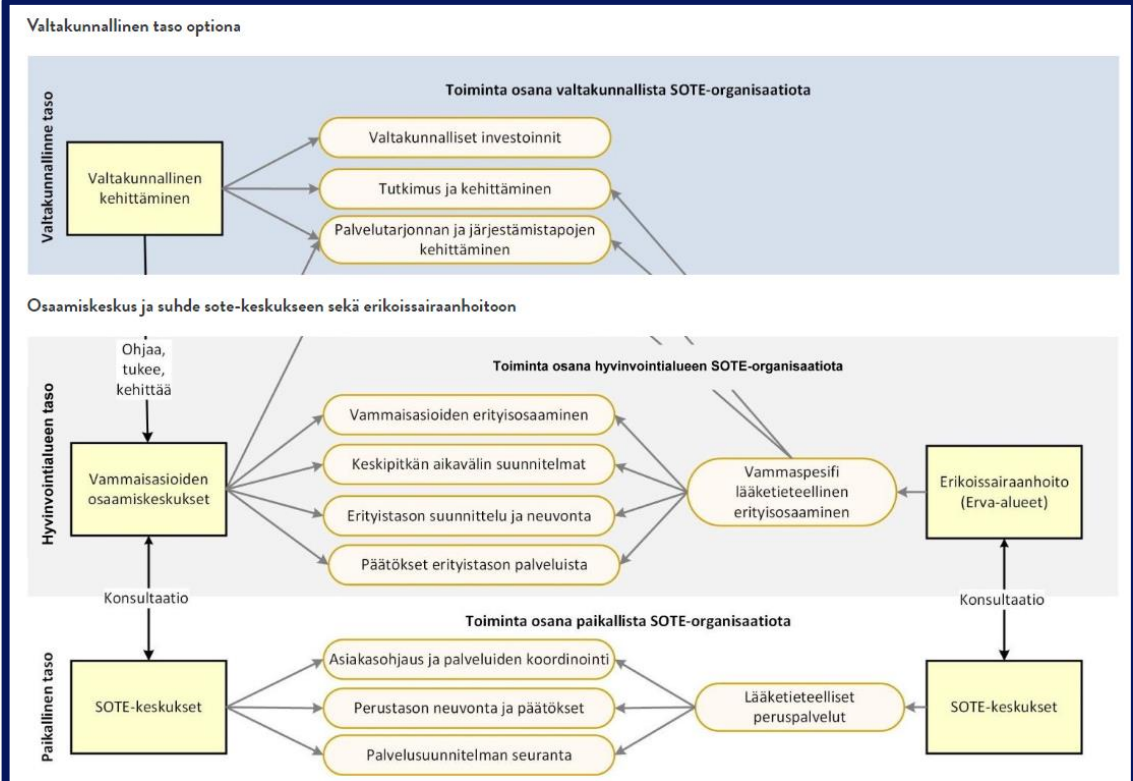 Valtakunnallinen taso optiona
Valtakunnallinne taso
Toiminta osana valtakunnallista SOTE-organisaatiota
Valtakunnallinen
kehittäminen
Valtakunnalliset investoinnit
Tutkimus ja kehittäminen
Palvelutarjonnan ja järjestämistapojen
kehittäminen
Osaamiskeskus ja suhde sote-keskukseen sekä erikoissairaanhoitoon
Hyvinvointialueen taso
Ohjaa,
tukee,
kehittää
Toiminta osana hyvinvointialueen SOTE-organisaatiota
Vammaisasioiden
osaamiskeskukset
Vammaisasioiden erityisosaaminen
Keskipitkän aikavälin suunnitelmat
Erityistason suunnittelu ja neuvonta
Päätökset erityistason palveluista
Vammaspesifi
lääketieteellinen
erityisosaaminen
Erikoissairaanhoito
(Erva-alueet)
Konsultaatio
Konsultaatio
Paikallinen taso
Toiminta osana paikallista SOTE-organisaatiota
SOTE-keskukset
Asiakasohjaus ja palveluiden koordinointi
Perustason neuvonta ja päätökset
Palvelusuunnitelman seuranta
Lääketieteelliset
peruspalvelut
SOTE-keskukset